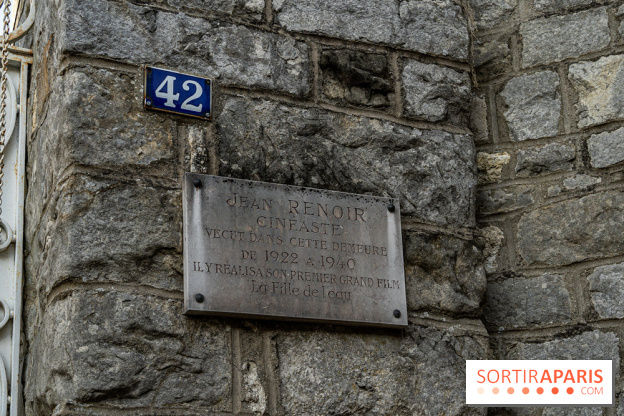 42
JEAN RENOIR
CINEASTE
VECUT DANS CETTE DEMEURE
DE 1922 A 1940
IL Y REALISA SON PREMIER GRAND FILM
La Fille de l'eau
SORTIRAPARIS
.COM